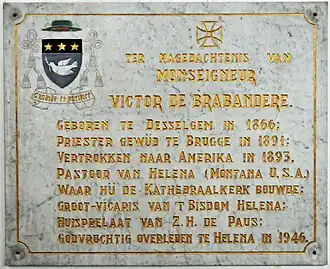 TER NAGEDACHTENIS VAN
MONSEIGNEUR
VICTOR DE BRABANDERE.
GEBOREN TE DESSELGEM IN 1866;
PRIESTER GEWIJD TE BRUGGE IN 1891;
VERTROKKEN NAAR AMERIKA IN 1893,
PASTOOR VAN HELENA (MONTANA U.S.A.)
WAAR HIJ DE KATHEDRAALKERK BOUWDE;
GROOT-VICARIS VAN 'T BISDOM HELENA;
HUISPRELAAT VAN Z.H. DE PAUS;
GODVRUCHTIG OVERLEDEN TE HELENA IN 1946.